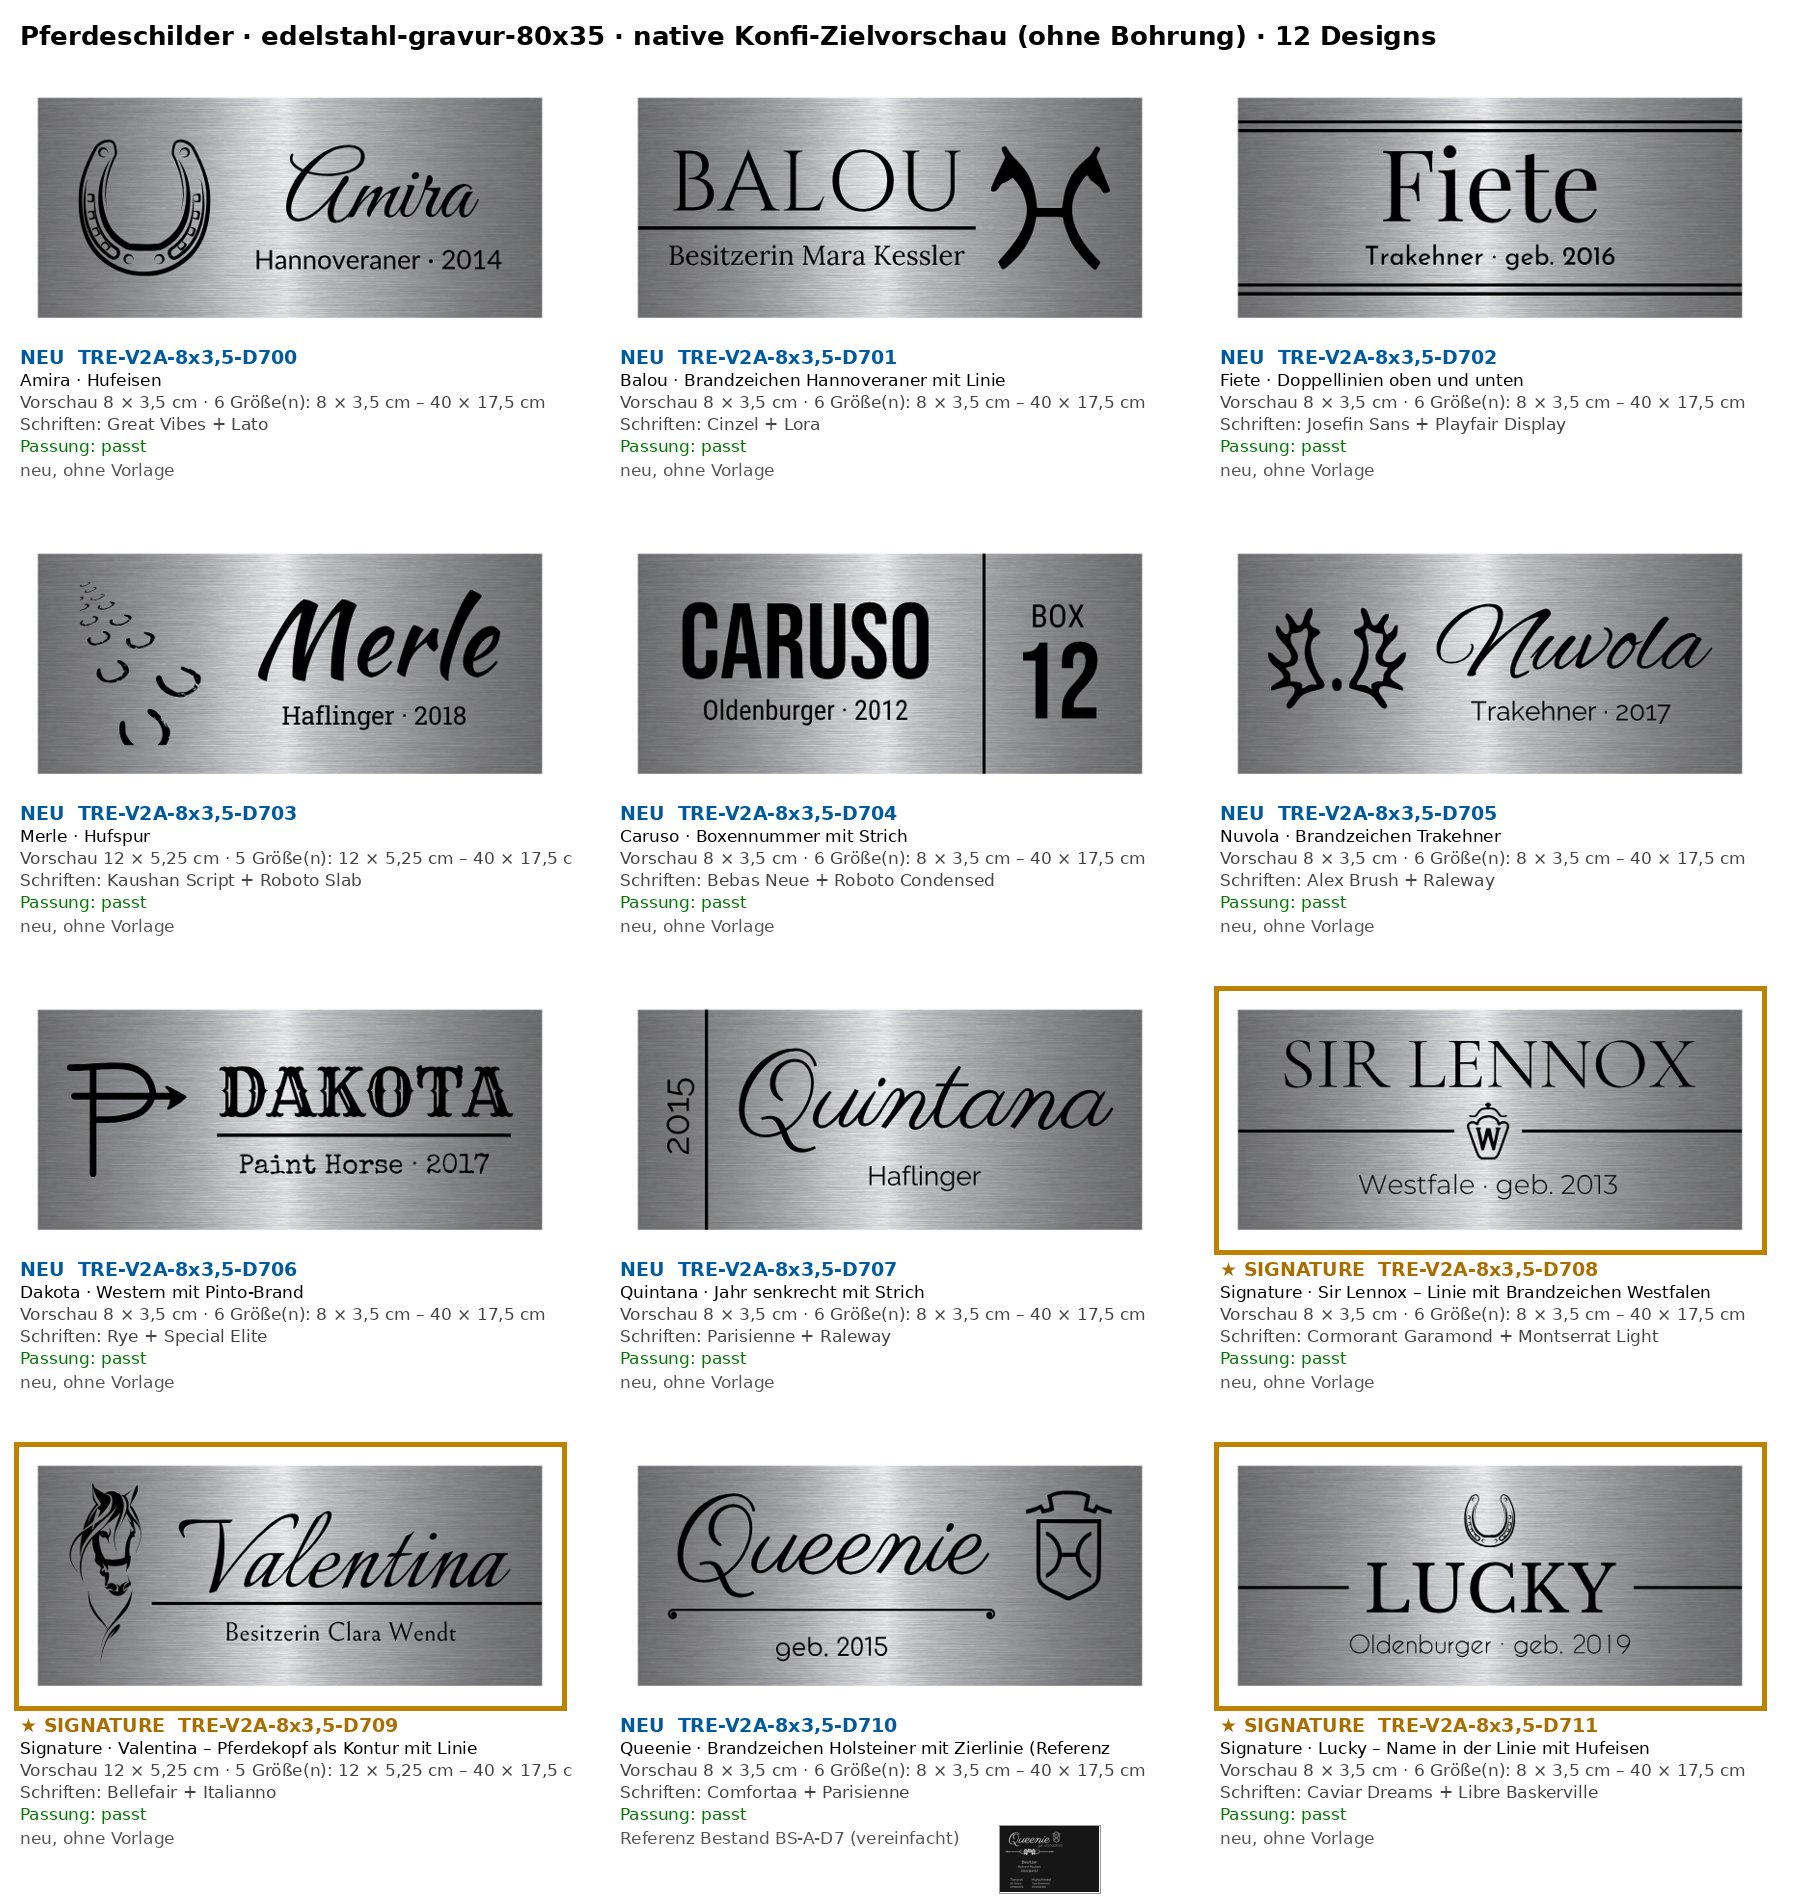 Pferdeschilder · edelstahl-gravur-80x35 · native Konfi-Zielvorschau (ohne Bohrung) · 12 Designs
Amira
Hannoveraner · 2014
NEU TRE-V2A-8x3,5-D700
Amira · Hufeisen
Vorschau 8 × 3,5 cm · 6 Größe(n): 8 × 3,5 cm – 40 × 17,5 cm
Schriften: Great Vibes + Lato
Passung: passt
neu, ohne Vorlage
BALOU
Besitzerin Mara Kessler
NEU TRE-V2A-8x3,5-D701
Balou · Brandzeichen Hannoveraner mit Linie
Vorschau 8 × 3,5 cm · 6 Größe(n): 8 × 3,5 cm – 40 × 17,5 cm
Schriften: Cinzel + Lora
Passung: passt
neu, ohne Vorlage
Fiete
Trakehner · geb. 2016
NEU TRE-V2A-8x3,5-D702
Fiete · Doppellinien oben und unten
Vorschau 8 × 3,5 cm · 6 Größe(n): 8 × 3,5 cm – 40 × 17,5 cm
Schriften: Josefin Sans + Playfair Display
Passung: passt
neu, ohne Vorlage
Merle
Haflinger · 2018
NEU TRE-V2A-8x3,5-D703
Merle · Hufspur
Vorschau 12 × 5,25 cm · 5 Größe(n): 12 × 5,25 cm – 40 × 17,5 c
Schriften: Kaushan Script + Roboto Slab
Passung: passt
neu, ohne Vorlage
CARUSO
Oldenburger · 2012
BOX
12
NEU TRE-V2A-8x3,5-D704
Caruso · Boxennummer mit Strich
Vorschau 8 × 3,5 cm · 6 Größe(n): 8 × 3,5 cm – 40 × 17,5 cm
Schriften: Bebas Neue + Roboto Condensed
Passung: passt
neu, ohne Vorlage
Nuvola
Trakehner · 2017
NEU TRE-V2A-8x3,5-D705
Nuvola · Brandzeichen Trakehner
Vorschau 8 × 3,5 cm · 6 Größe(n): 8 × 3,5 cm – 40 × 17,5 cm
Schriften: Alex Brush + Raleway
Passung: passt
neu, ohne Vorlage
DAKOTA
Paint Horse · 2017
NEU TRE-V2A-8x3,5-D706
Dakota · Western mit Pinto-Brand
Vorschau 8 × 3,5 cm · 6 Größe(n): 8 × 3,5 cm – 40 × 17,5 cm
Schriften: Rye + Special Elite
Passung: passt
neu, ohne Vorlage
2015
Quintana
Haflinger
NEU TRE-V2A-8x3,5-D707
Quintana · Jahr senkrecht mit Strich
Vorschau 8 × 3,5 cm · 6 Größe(n): 8 × 3,5 cm – 40 × 17,5 cm
Schriften: Parisienne + Raleway
Passung: passt
neu, ohne Vorlage
SIR LENNOX
W
Westfale · geb. 2013
★ SIGNATURE TRE-V2A-8x3,5-D708
Signature · Sir Lennox – Linie mit Brandzeichen Westfalen
Vorschau 8 × 3,5 cm · 6 Größe(n): 8 × 3,5 cm – 40 × 17,5 cm
Schriften: Cormorant Garamond + Montserrat Light
Passung: passt
neu, ohne Vorlage
Valentina
Besitzerin Clara Wendt
★ SIGNATURE TRE-V2A-8x3,5-D709
Signature · Valentina – Pferdekopf als Kontur mit Linie
Vorschau 12 × 5,25 cm · 5 Größe(n): 12 × 5,25 cm – 40 × 17,5 c
Schriften: Bellefair + Italianno
Passung: passt
neu, ohne Vorlage
Queenie
geb. 2015
NEU TRE-V2A-8x3,5-D710
Queenie · Brandzeichen Holsteiner mit Zierlinie (Referenz
Vorschau 8 × 3,5 cm · 6 Größe(n): 8 × 3,5 cm – 40 × 17,5 cm
Schriften: Comfortaa + Parisienne
Passung: passt
Referenz Bestand BS-A-D7 (vereinfacht)
Queenie
LUCKY
Oldenburger · geb. 2019
★ SIGNATURE TRE-V2A-8x3,5-D711
Signature · Lucky – Name in der Linie mit Hufeisen
Vorschau 8 × 3,5 cm · 6 Größe(n): 8 × 3,5 cm – 40 × 17,5 cm
Schriften: Caviar Dreams + Libre Baskerville
Passung: passt
neu, ohne Vorlage